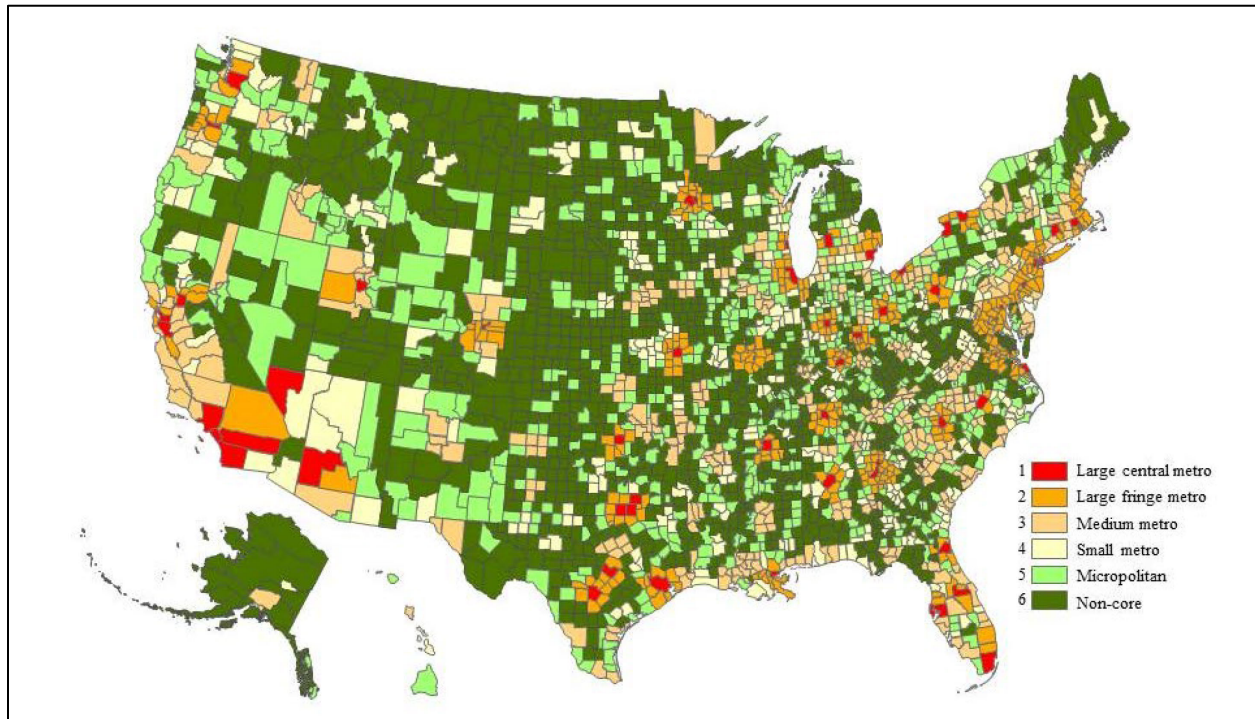 1 Large central metro
2 Large fringe metro
3 Medium metro
4 Small metro
5 Micropolitan
6 Non-core